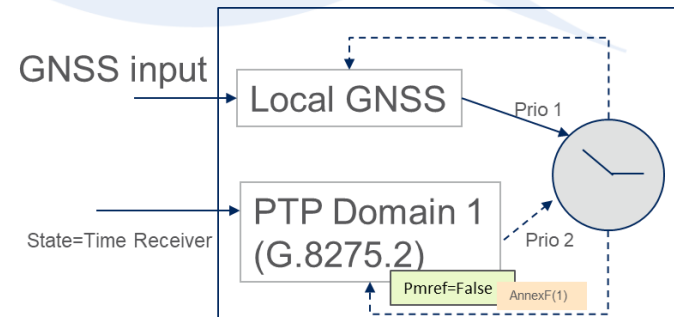 GNSS input
Local GNSS
Prio 1
PTP Domain 1
(G.8275.2)
State=Time Receiver
Prio 2
Pmref=False
AnnexF(1)